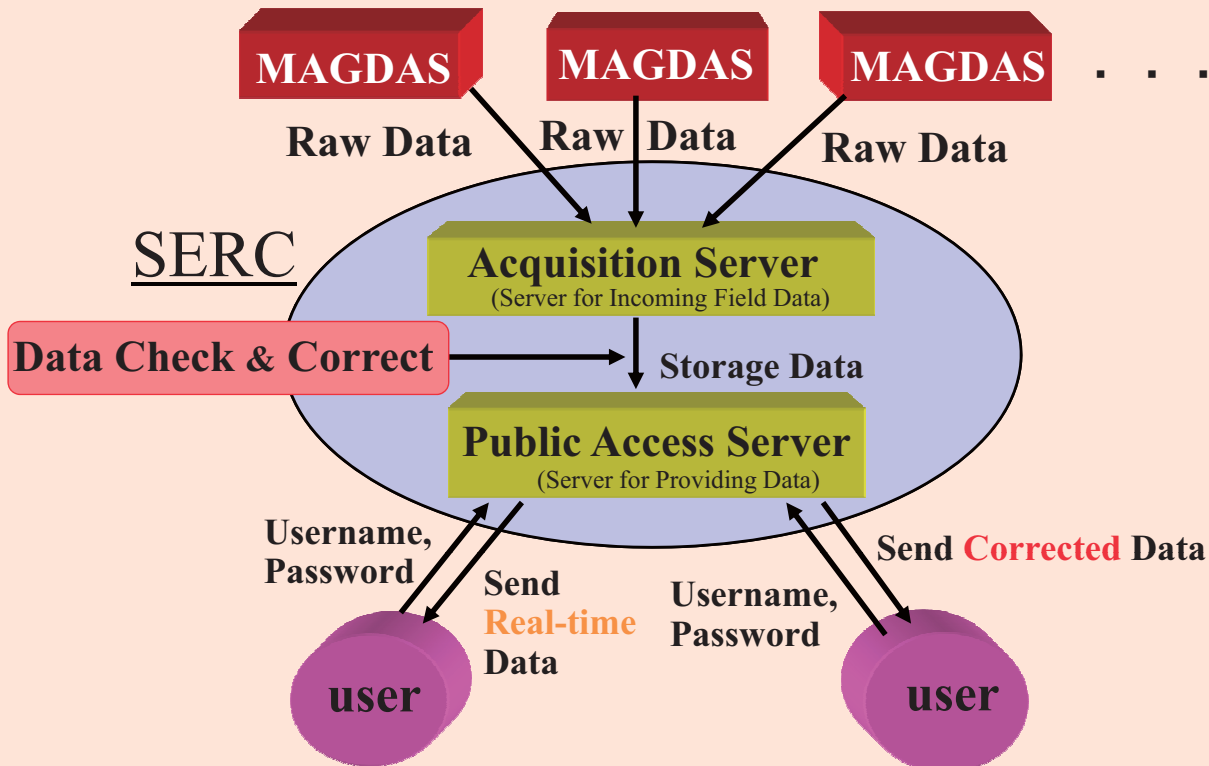 MAGDAS
MAGDAS
MAGDAS
. . .
Raw Data
Raw Data
Raw Data
SERC
Acquisition Server
(Server for Incoming Field Data)
Data Check & Correct
Storage Data
Public Access Server
(Server for Providing Data)
Username,
Password
Send
Real-time
Data
Username,
Password
Send Corrected Data
user
user